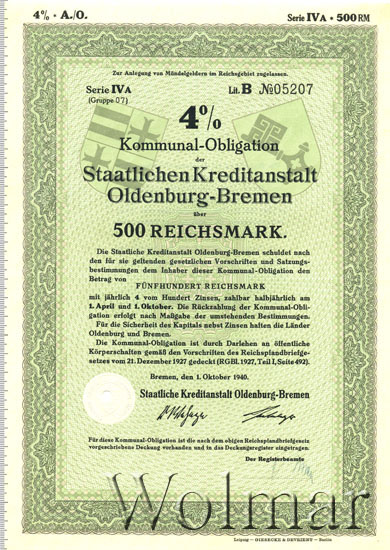 4% · A./O. Serie IVA · 500 RM
Zur Anlegung von Mündelgeldern im Reichsgebiet zugelassen.
Serie IVA Lit. B №05207
(Gruppe 07)
4%
Kommunal-Obligation
der
Staatlichen Kreditanstalt
Oldenburg-Bremen
über
500 REICHSMARK.
Die Staatliche Kreditanstalt Oldenburg-Bremen schuldet nach
den für sie geltenden gesetzlichen Vorschriften und Satzungs-
bestimmungen dem Inhaber dieser Kommunal-Obligation den
Betrag von
FÜNFHUNDERT REICHSMARK
mit jährlich 4 vom Hundert Zinsen, zahlbar halbjährlich am
1. April und 1. Oktober. Die Rückzahlung der Kommunal-Obli-
gation erfolgt nach Maßgabe der umstehenden Bestimmungen.
Für die Sicherheit des Kapitals nebst Zinsen haften die Länder
Oldenburg und Bremen.
Die Kommunal-Obligation ist durch Darlehen an öffentliche
Körperschaften gemäß den Vorschriften des Reichspfandbriefge-
setzes vom 21. Dezember 1927 gedeckt (RGBl. 1927, Teil I, Seite 492).
Bremen, den 1. Oktober 1940.
Staatliche Kreditanstalt Oldenburg-Bremen
Für diese Kommunal-Obligation ist die nach dem obigen Reichspfandbriefgesetz
vorgeschriebene Deckung vorhanden und in das Deckungsregister eingetragen.
Der Registerbeamte
Wolmar
Leipzig – GIESECKE & DEVRIENT – Berlin